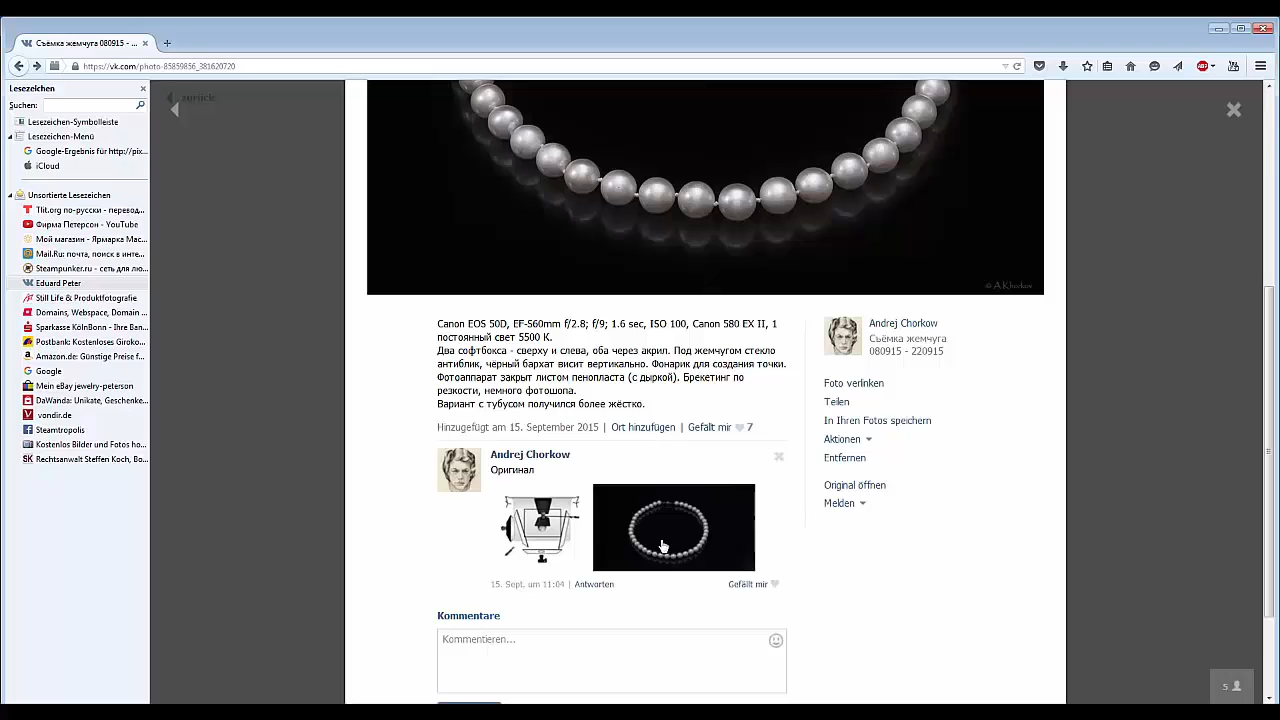 Съёмка жемчуга 080915 - ...
https://vk.com/photo-85859856_381620720
Lesezeichen
Suchen:
Lesezeichen-Symbolleiste
Lesezeichen-Menü
Google-Ergebnis für http://pix...
iCloud
Unsortierte Lesezeichen
Tlit.org по-русски - перевод...
Фирма Петерсон - YouTube
Мой магазин - Ярмарка Мас...
Mail.Ru: почта, поиск в инте...
Steampunker.ru - сеть для лю...
Eduard Peter
Still Life & Produktfotografie
Domains, Webspace, Domain ...
Sparkasse KölnBonn - Ihre Ban...
Postbank: Kostenloses Giroko...
Amazon.de: Günstige Preise f...
Google
Mein eBay jewelry-peterson
DaWanda: Unikate, Geschenke...
vondir.de
Steamtropolis
Kostenlos Bilder und Fotos ho...
Rechtsanwalt Steffen Koch, Bo...
zurück
© A.Khorkov
Canon EOS 50D, EF-S60mm f/2.8; f/9; 1.6 sec, ISO 100, Canon 580 EX II, 1
постоянный свет 5500 К.
Два софтбокса - сверху и слева, оба через акрил. Под жемчугом стекло
антиблик, чёрный бархат висит вертикально. Фонарик для создания точки.
Фотоаппарат закрыт листом пенопласта (с дыркой). Брекетинг по
резкости, немного фотошопа.
Вариант с тубусом получился более жёстко.
Hinzugefügt am 15. September 2015 | Ort hinzufügen | Gefällt mir 7
Andrej Chorkow
Оригинал
15. Sept. um 11:04 | Antworten Gefällt mir
Kommentare
Kommentieren...
Andrej Chorkow
Съёмка жемчуга
080915 - 220915
Foto verlinken
Teilen
In Ihren Fotos speichern
Aktionen
Entfernen
Original öffnen
Melden
5